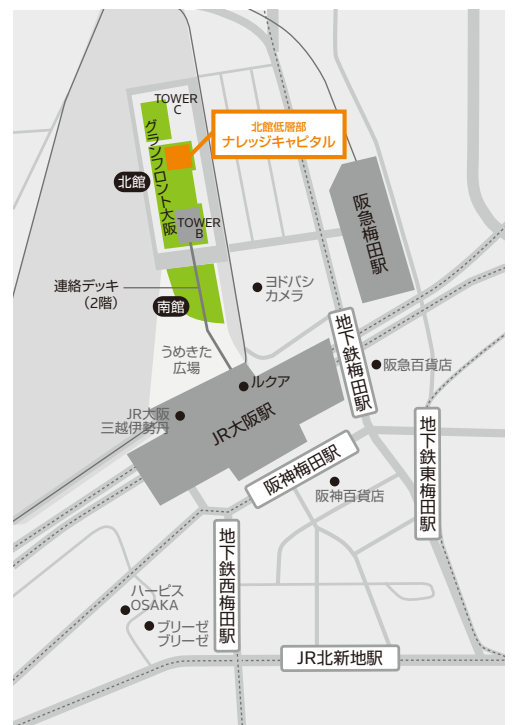 TOWER
C
北館低層部
ナレッジキャピタル
グランフロント大阪
北館
TOWER
B
阪急梅田駅
連絡デッキ
(2階)
南館
ヨドバシ
カメラ
うめきた
広場
地下鉄梅田駅
阪急百貨店
ルクア
JR大阪
三越伊勢丹
JR大阪駅
地下鉄東梅田駅
阪神梅田駅
阪神百貨店
地下鉄西梅田駅
ハービス
OSAKA
ブリーゼ
ブリーゼ
JR北新地駅